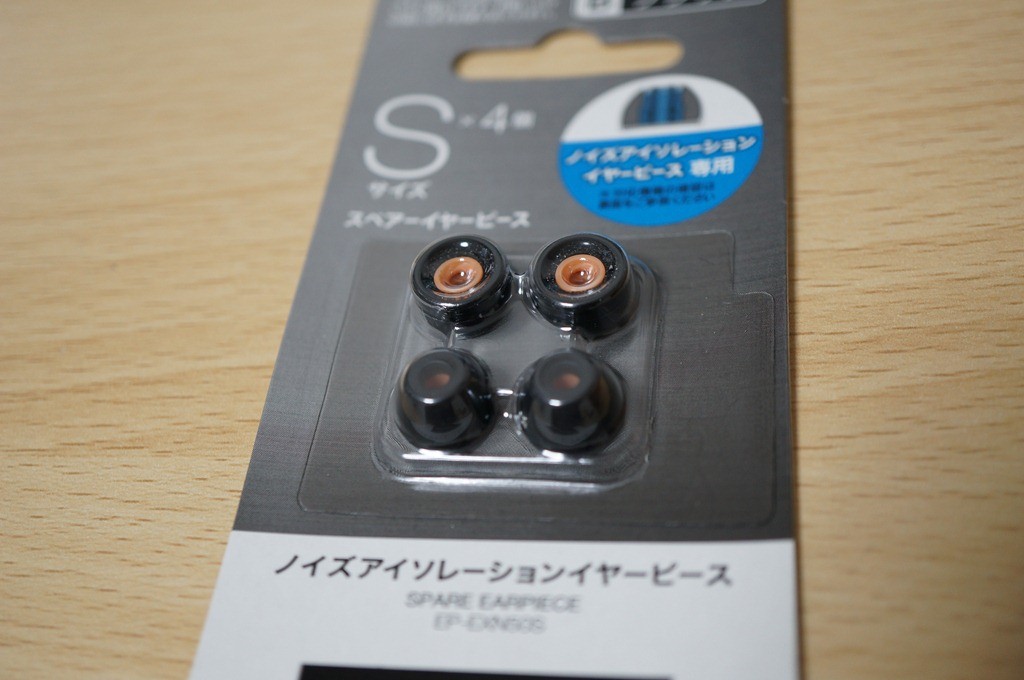 S×4個
サイズ
スペアーイヤーピース
ノイズアイソレーション
イヤーピース 専用
ノイズアイソレーションイヤーピース
SPARE EARPIECE
EP-EXN50S